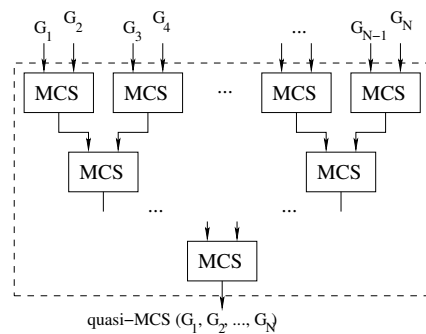 G1 G2 G3 G4 ... GN−1 GN
MCS MCS ... MCS MCS
MCS MCS
... ...
MCS
quasi−MCS (G1, G2, ..., GN)